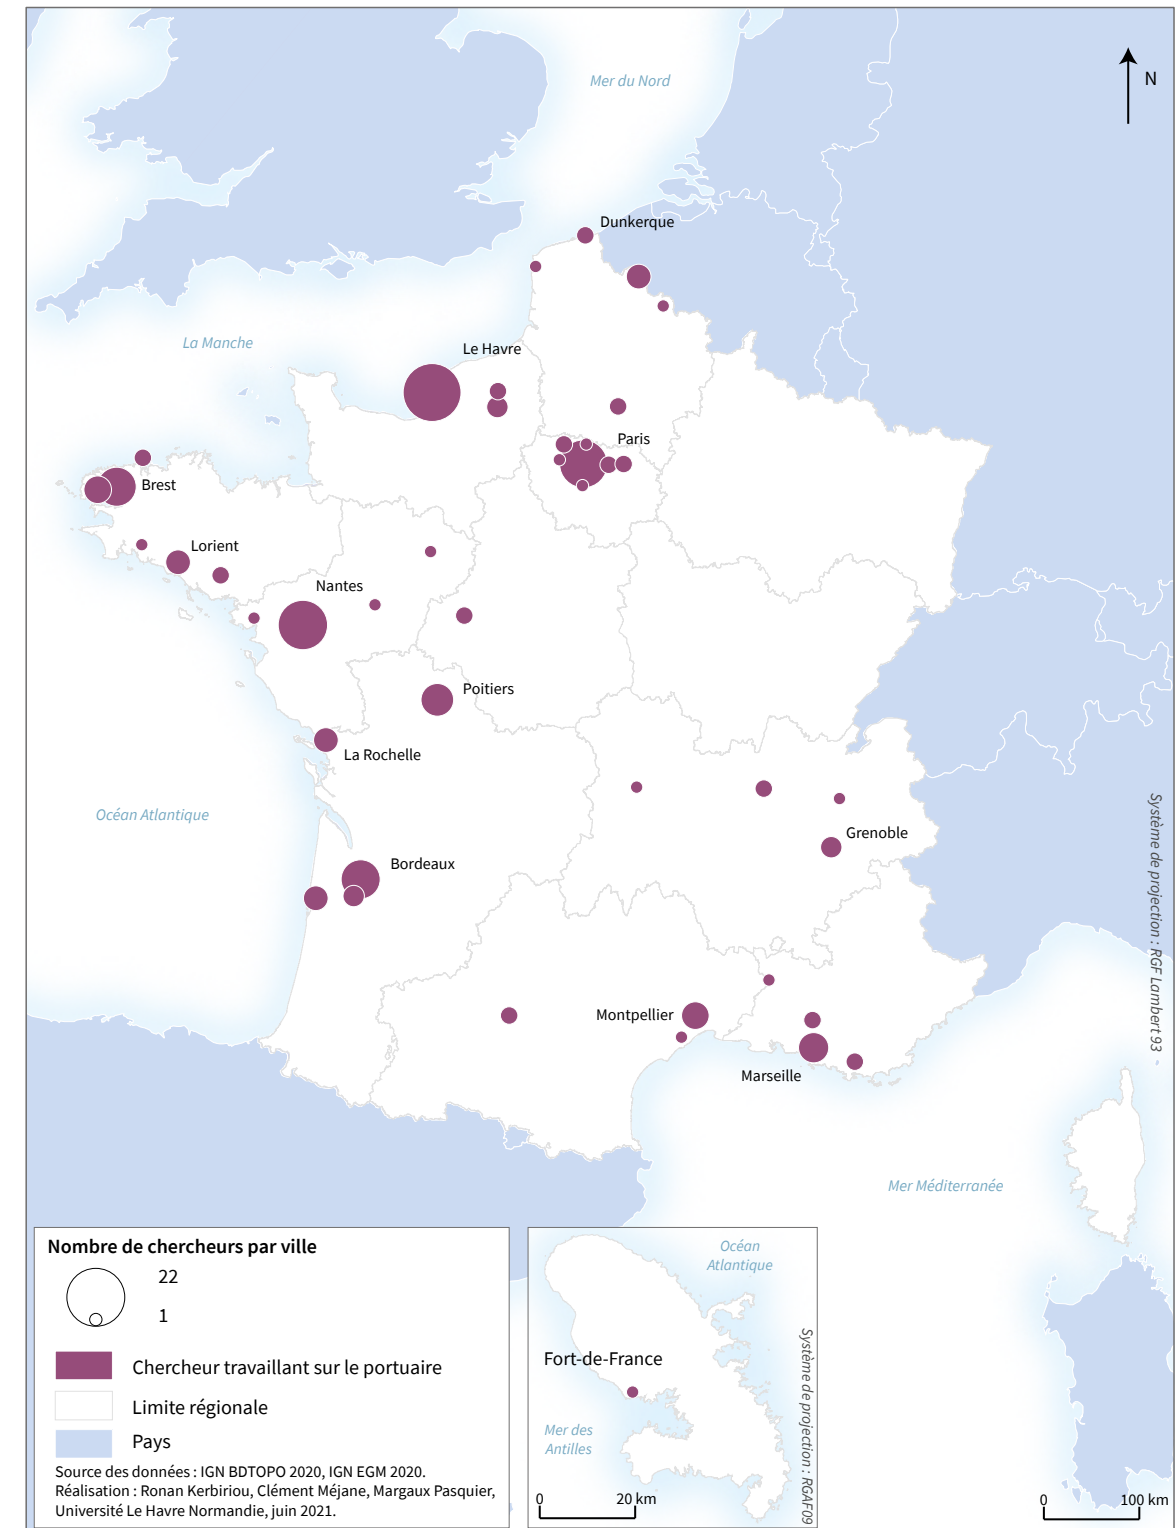 Mer du Nord
N
Dunkerque
La Manche
Le Havre
Paris
Brest
Lorient
Nantes
Poitiers
La Rochelle
Océan Atlantique
Grenoble
Bordeaux
Montpellier
Marseille
Mer Méditerranée
Système de projection : RGF Lambert 93 -
Nombre de chercheurs par ville
22
1
Chercheur travaillant sur le portuaire
Limite régionale
Pays
Source des données : IGN BDTOPO 2020, IGN EGM 2020.
Réalisation : Ronan Kerbiriou, Clément Méjane, Margaux Pasquier,
Université Le Havre Normandie, juin 2021.
Océan
Atlantique
Fort-de-France
Mer des
Antilles
Système de projection : RGAF09
0 20 km
0 100 km